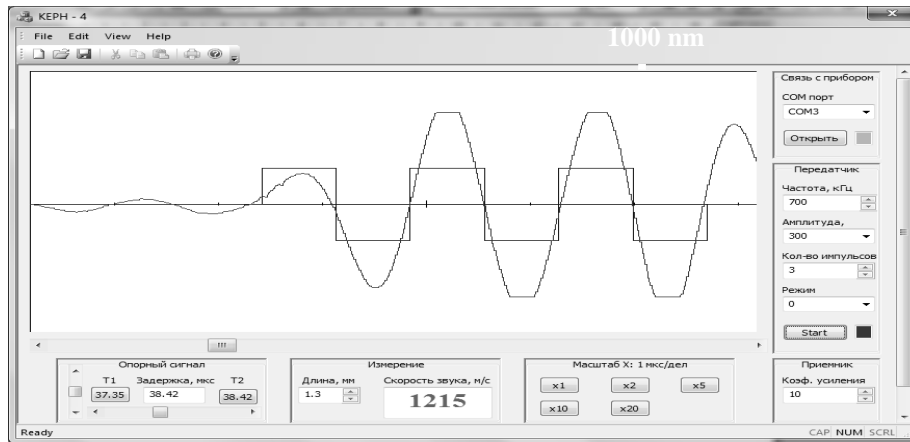 КЕРН - 4
File Edit View Help
1000 nm
Связь с прибором
COM порт
COM3
Открыть
Передатчик
Частота, кГц
700
Амплитуда,
300
Кол-во импульсов
3
Режим
0
Start
Опорный сигнал
T1 Задержка, мкс T2
37.35 38.42 38.42
Измерение
Длина, мм Скорость звука, м/с
1.3 1215
Масштаб X: 1 мкс/дел
x1 x2 x5
x10 x20
Приемник
Коэф. усиления
10
Ready CAP NUM SCRL